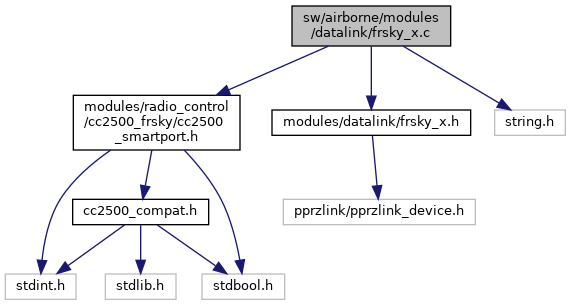 sw/airborne/modules
/datalink/frsky_x.c
modules/radio_control
/cc2500_frsky/cc2500
_smartport.h
modules/datalink/frsky_x.h
string.h
cc2500_compat.h
pprzlink/pprzlink_device.h
stdint.h
stdlib.h
stdbool.h